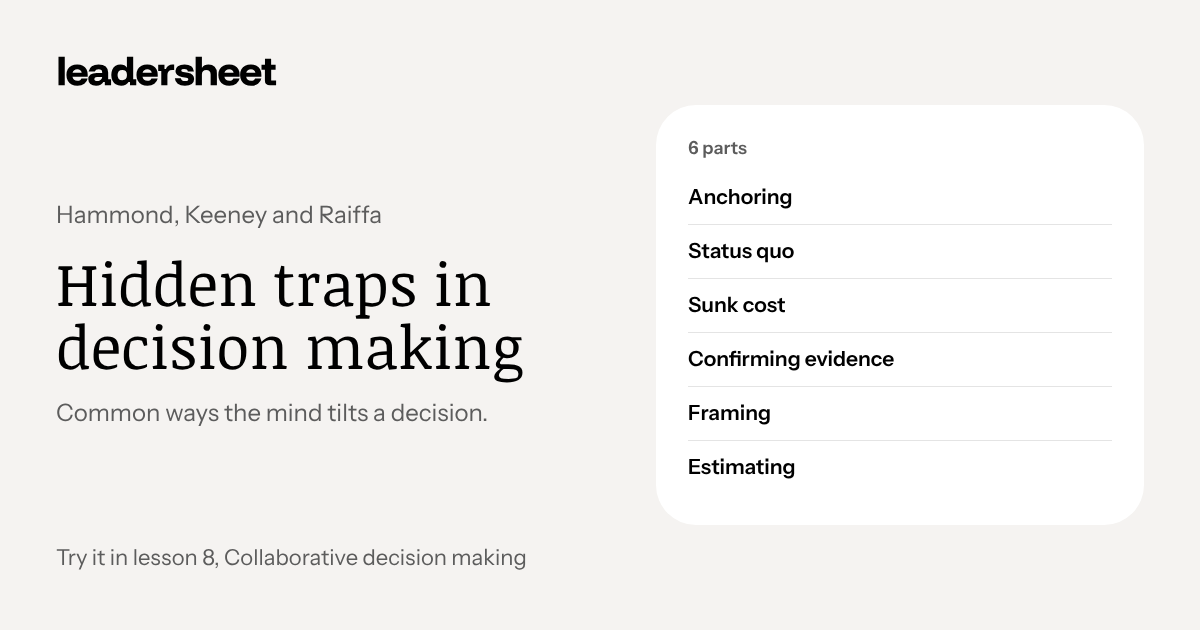 leadersheet
Hammond, Keeney and Raiffa
Hidden traps in
decision making
Common ways the mind tilts a decision.
Try it in lesson 8, Collaborative decision making
6 parts
Anchoring
Status quo
Sunk cost
Confirming evidence
Framing
Estimating